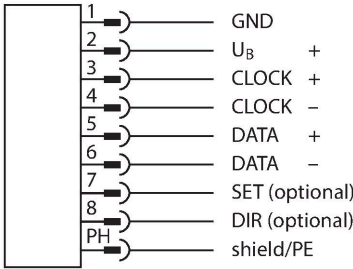 1 GND
2 U_B +
3 CLOCK +
4 CLOCK –
5 DATA +
6 DATA –
7 SET (optional)
8 DIR (optional)
PH shield/PE